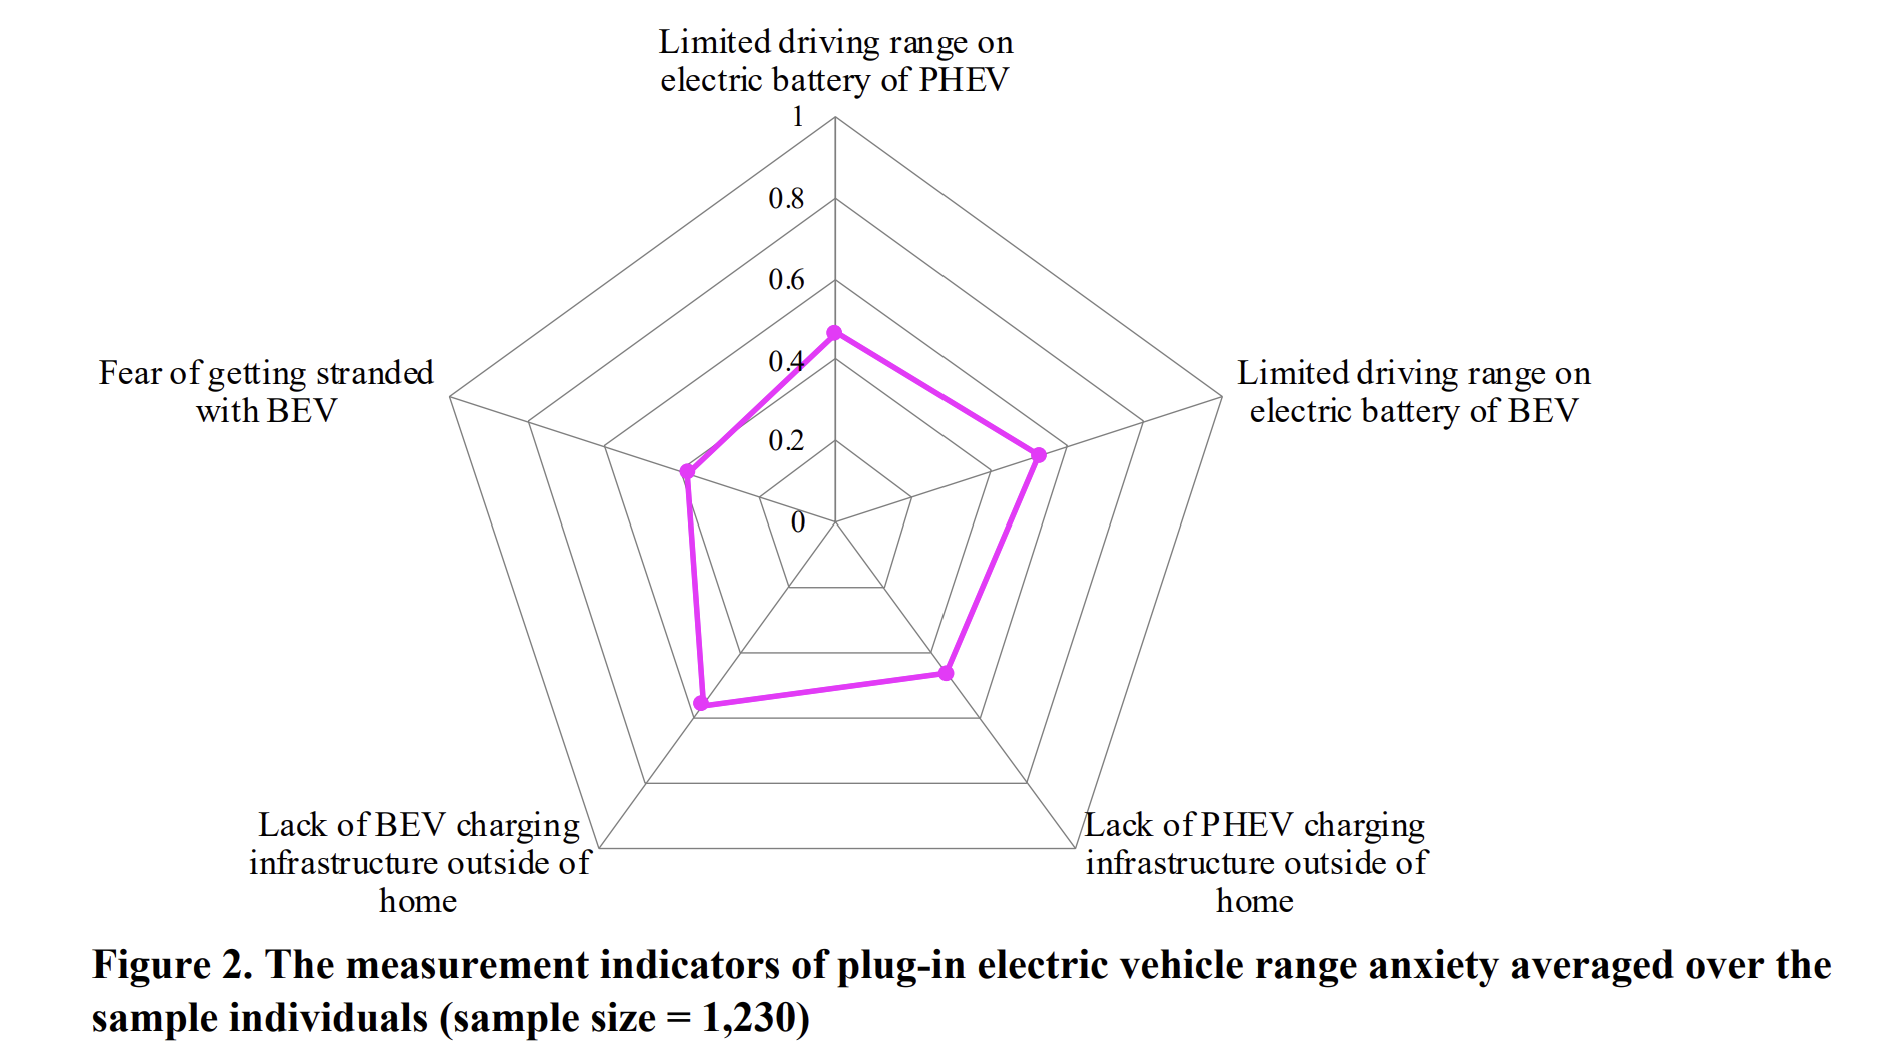 Limited driving range on
electric battery of PHEV
1
0.8
0.6
0.4
0.2
0
Fear of getting stranded
with BEV
Limited driving range on
electric battery of BEV
Lack of BEV charging
infrastructure outside of
home
Lack of PHEV charging
infrastructure outside of
home
Figure 2. The measurement indicators of plug-in electric vehicle range anxiety averaged over the
sample individuals (sample size = 1,230)